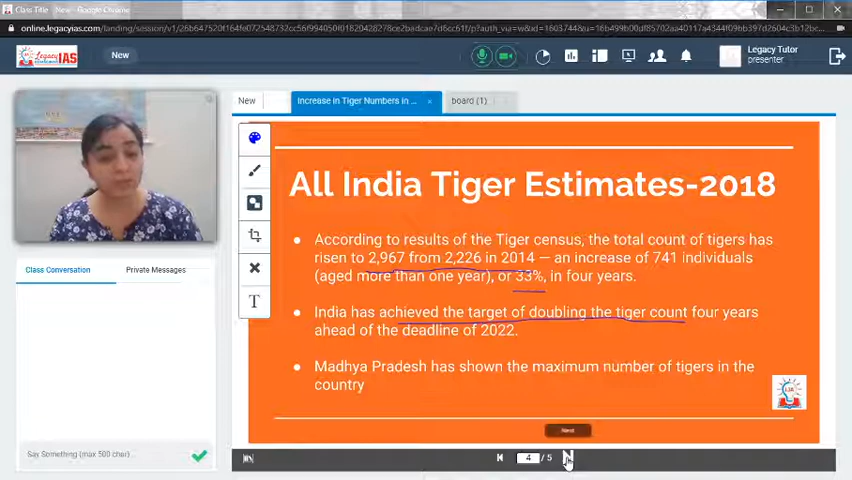 Class Title - New - Google Chrome
online.legacyias.com/landing/session/v1/
New
Legacy Tutor
presenter
Legacy IAS
New
Increase in Tiger Numbers in ...
board (1)
All India Tiger Estimates-2018
According to results of the Tiger census, the total count of tigers has
risen to 2,967 from 2,226 in 2014 — an increase of 741 individuals
(aged more than one year), or 33%, in four years.
India has achieved the target of doubling the tiger count four years
ahead of the deadline of 2022.
Madhya Pradesh has shown the maximum number of tigers in the
country
Class Conversation
Private Messages
T
Next
Say Something (max 500 char)...
4 / 5